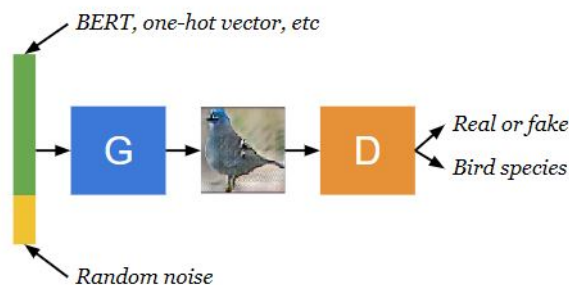 BERT, one-hot vector, etc
G
D
Real or fake
Bird species
Random noise